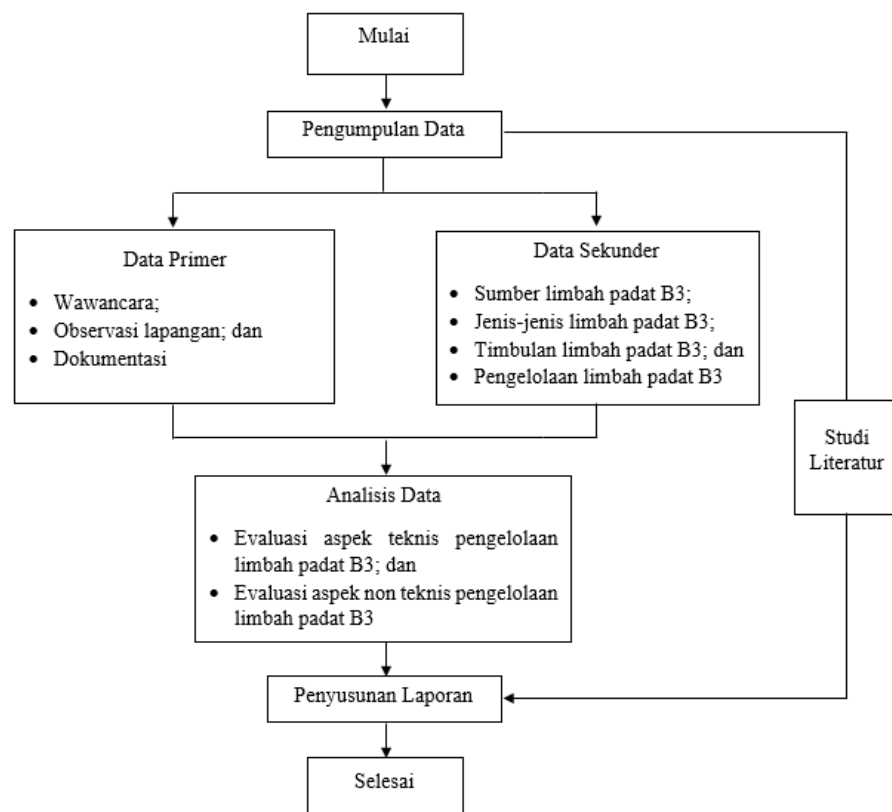 Mulai
Pengumpulan Data
Data Primer
• Wawancara;
• Observasi lapangan; dan
• Dokumentasi
Data Sekunder
• Sumber limbah padat B3;
• Jenis-jenis limbah padat B3;
• Timbulan limbah padat B3; dan
• Pengelolaan limbah padat B3
Studi
Literatur
Analisis Data
• Evaluasi aspek teknis pengelolaan
limbah padat B3; dan
• Evaluasi aspek non teknis pengelolaan
limbah padat B3
Penyusunan Laporan
Selesai